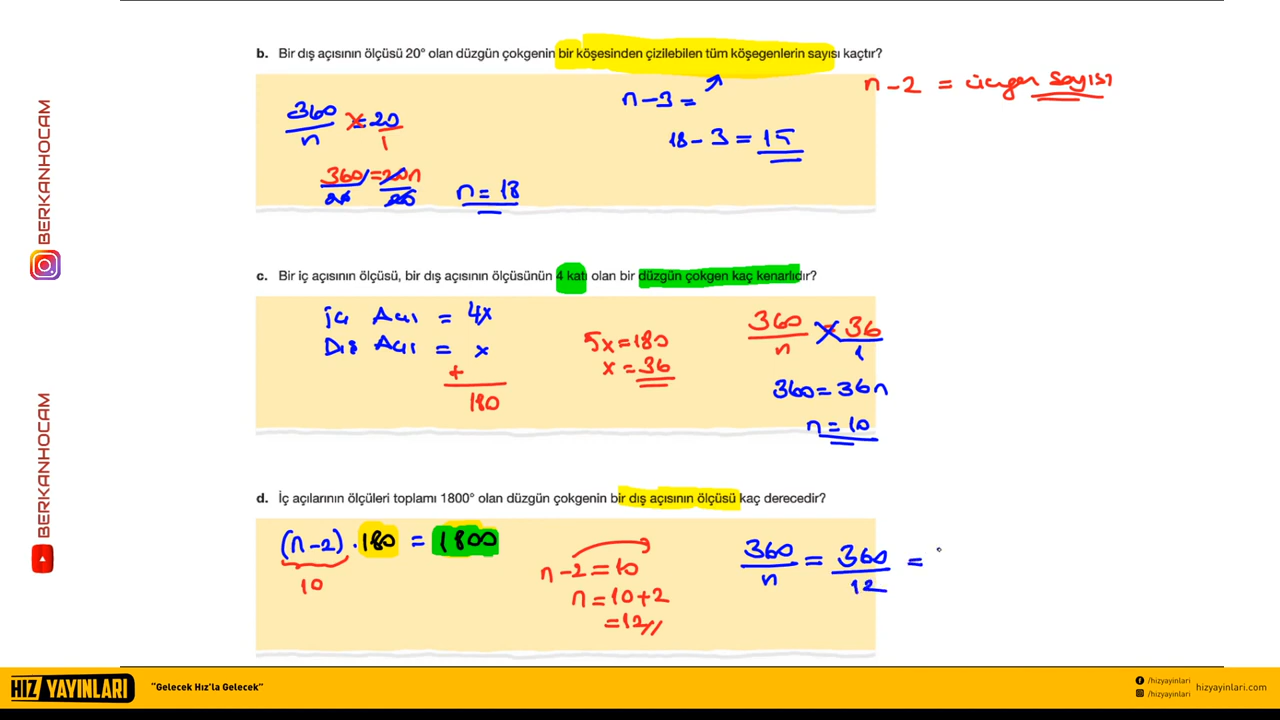 b. Bir dış açısının ölçüsü 20° olan düzgün çokgenin bir köşesinden çizilebilen tüm köşegenlerin sayısı kaçtır?
n-2 = üçgen sayısı
n-3 =
360/n = 20/1
18-3 = 15
360/20 = 20n/20
n = 18
BERKANHOCAM
c. Bir iç açısının ölçüsü, bir dış açısının ölçüsünün 4 katı olan bir düzgün çokgen kaç kenarlıdır?
İç Açı = 4x
Dış Açı = x
+
180
5x=180
x=36
360/n = 36/1
360=36n
n=10
BERKANHOCAM
d. İç açılarının ölçüleri toplamı 1800° olan düzgün çokgenin bir dış açısının ölçüsü kaç derecedir?
(n-2).180 = 1800
10
n-2=10
n=10+2
=12//
360/n = 360/12 =
HIZ YAYINLARI
"Gelecek Hız'la Gelecek"
/hizyayinlari
/hizyayinlari
hizyayinlari.com